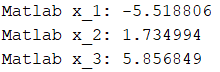 Matlab x_1: -5.518806
Matlab x_2: 1.734994
Matlab x_3: 5.856849